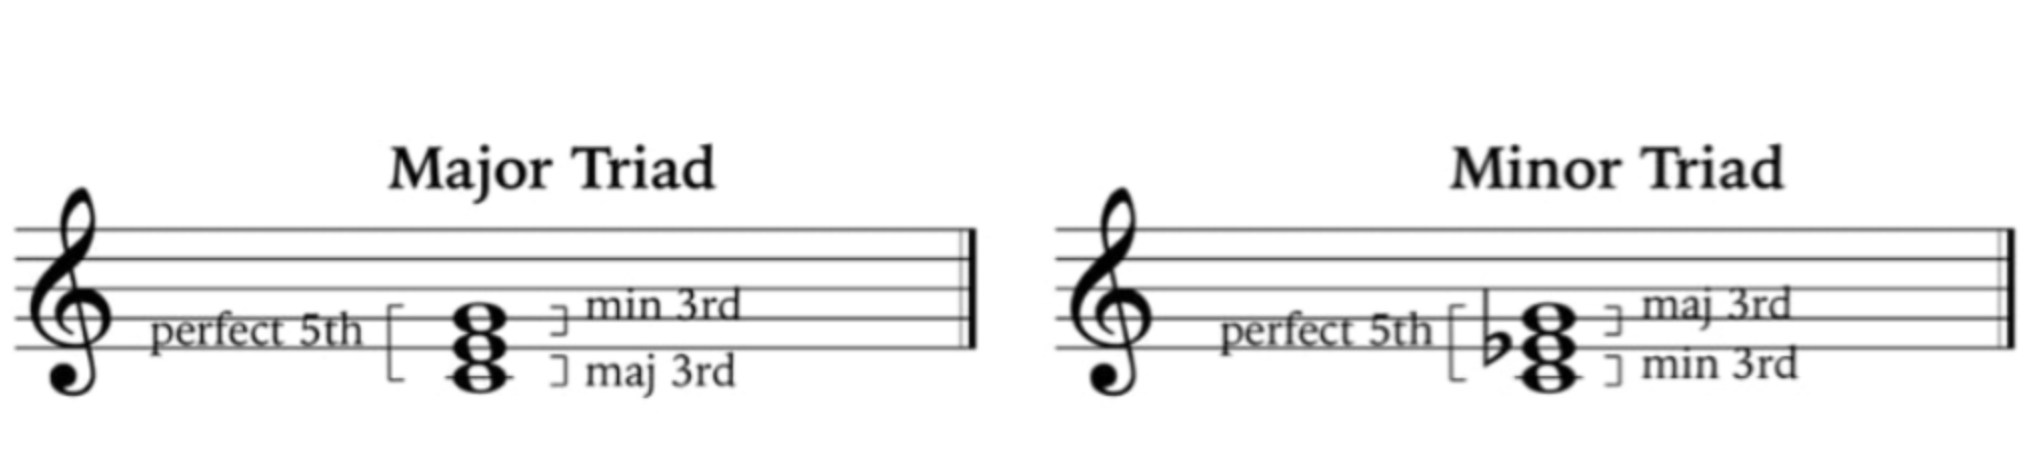 Major Triad
perfect 5th
min 3rd
maj 3rd
Minor Triad
perfect 5th
maj 3rd
min 3rd